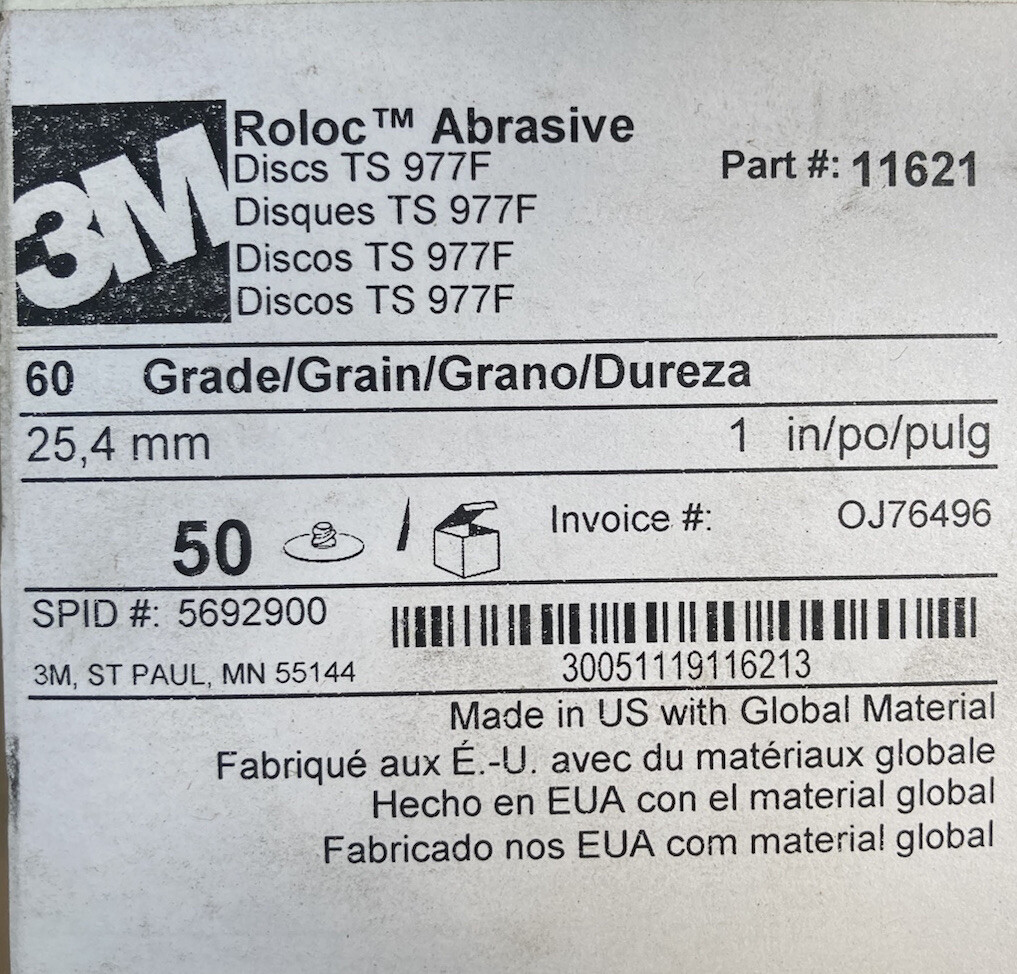 3M
Roloc™ Abrasive
Discs TS 977F
Disques TS 977F
Discos TS 977F
Discos TS 977F
Part #: 11621
60 Grade/Grain/Grano/Dureza
25,4 mm 1 in/po/pulg
50 / Invoice #: OJ76496
SPID #: 5692900
3M, ST PAUL, MN 55144
30051119116213
Made in US with Global Material
Fabriqué aux É.-U. avec du matériaux globale
Hecho en EUA con el material global
Fabricado nos EUA com material global